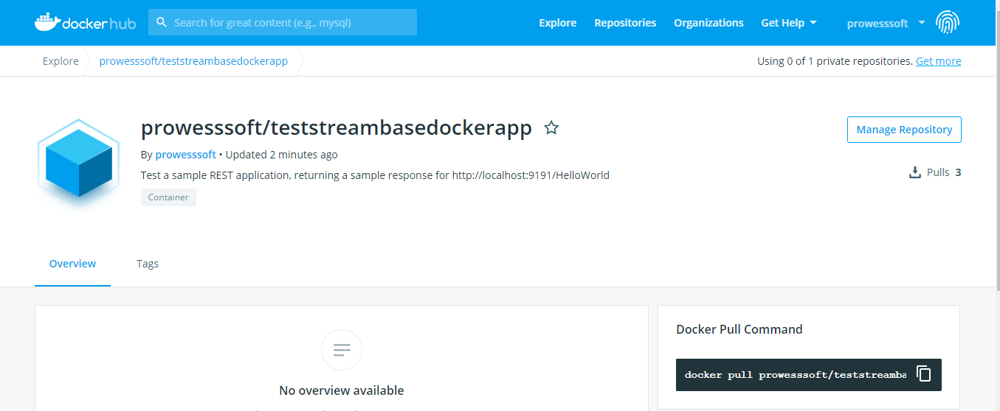 dockerhub
Search for great content (e.g., mysql)
Explore
Repositories
Organizations
Get Help
prowesssoft
Explore
prowesssoft/teststreambasedockerapp
Using 0 of 1 private repositories. Get more
prowesssoft/teststreambasedockerapp
Manage Repository
By prowesssoft • Updated 2 minutes ago
Test a sample REST application, returning a sample response for http://localhost:9191/HelloWorld
Pulls 3
Container
Overview
Tags
No overview available
Docker Pull Command
docker pull prowesssoft/teststreamba